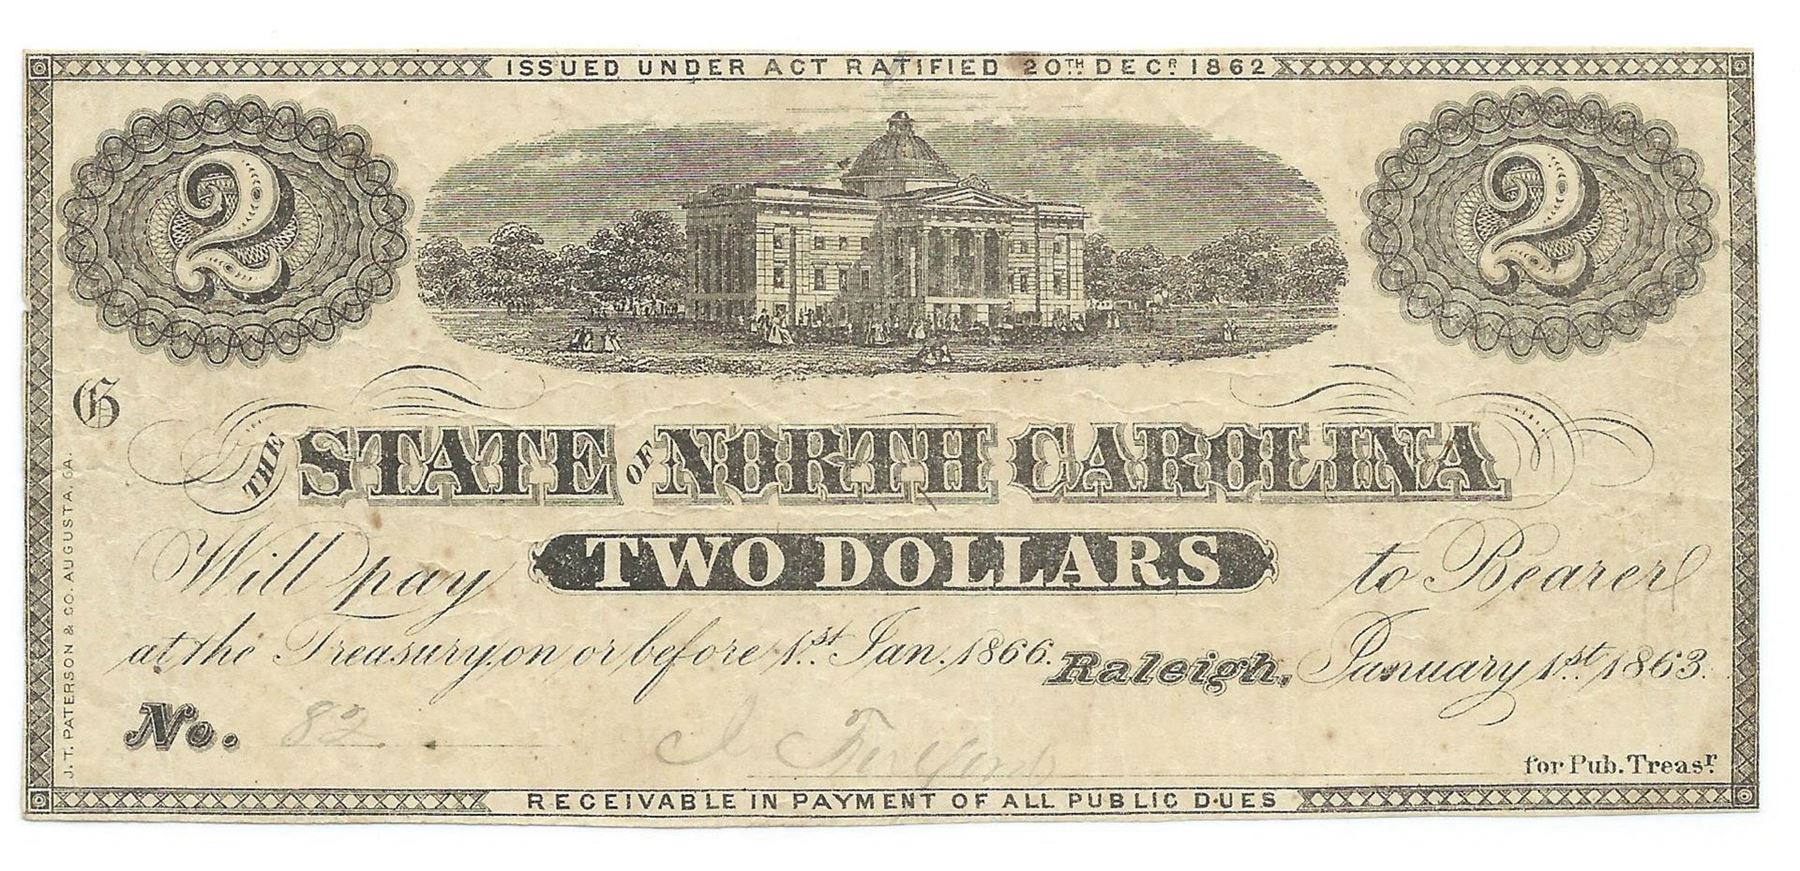 ISSUED UNDER ACT RATIFIED 20TH DECR 1862
2 2
G
THE STATE OF NORTH CAROLINA
Will pay TWO DOLLARS to Bearer
at the Treasury, on or before 1st Jan. 1866. Raleigh, January 1st 1863.
No. 82
for Pub. Treasr.
RECEIVABLE IN PAYMENT OF ALL PUBLIC DUES
J. T. PATERSON & CO. AUGUSTA, GA.